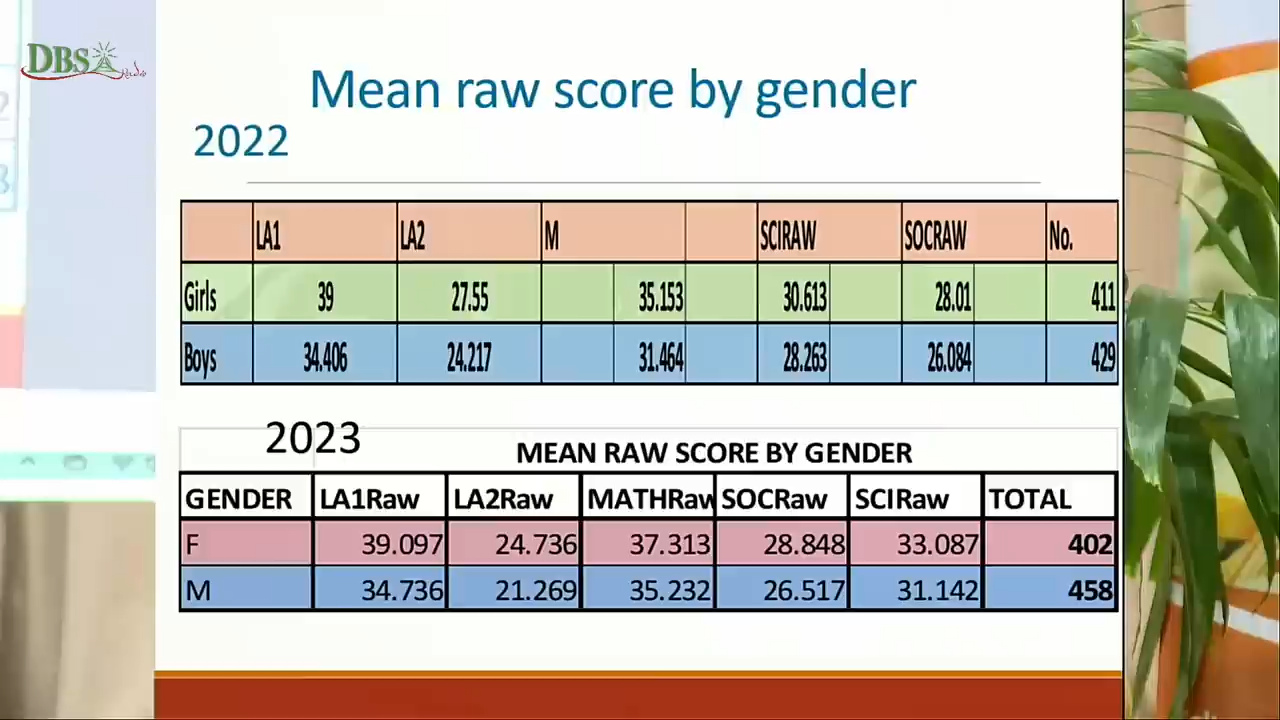 DBS
Mean raw score by gender
2022
LA1 LA2 M SCIRAW SOCRAW No.
Girls 39 27.55 35.153 30.613 28.01 411
Boys 34.406 24.217 31.464 28.263 26.084 429
2023
MEAN RAW SCORE BY GENDER
GENDER LA1Raw LA2Raw MATHRaw SOCRaw SCIRaw TOTAL
F 39.097 24.736 37.313 28.848 33.087 402
M 34.736 21.269 35.232 26.517 31.142 458